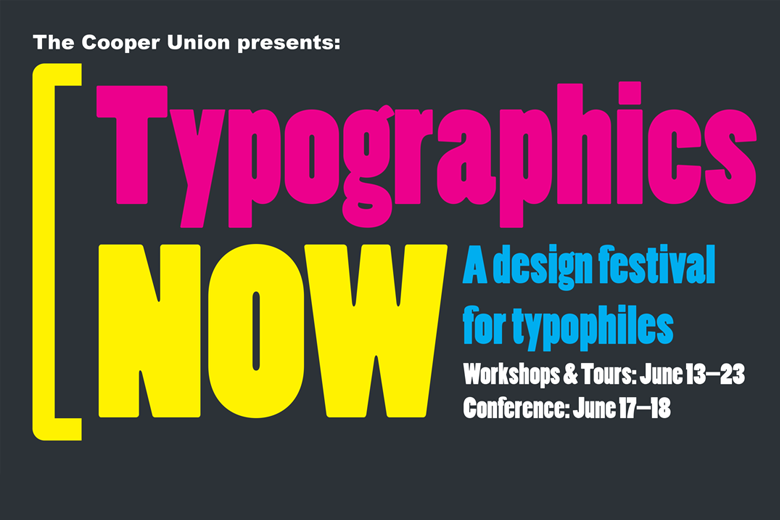 The Cooper Union presents:
Typographics
NOW
A design festival
for typophiles
Workshops & Tours: June 13–23
Conference: June 17–18